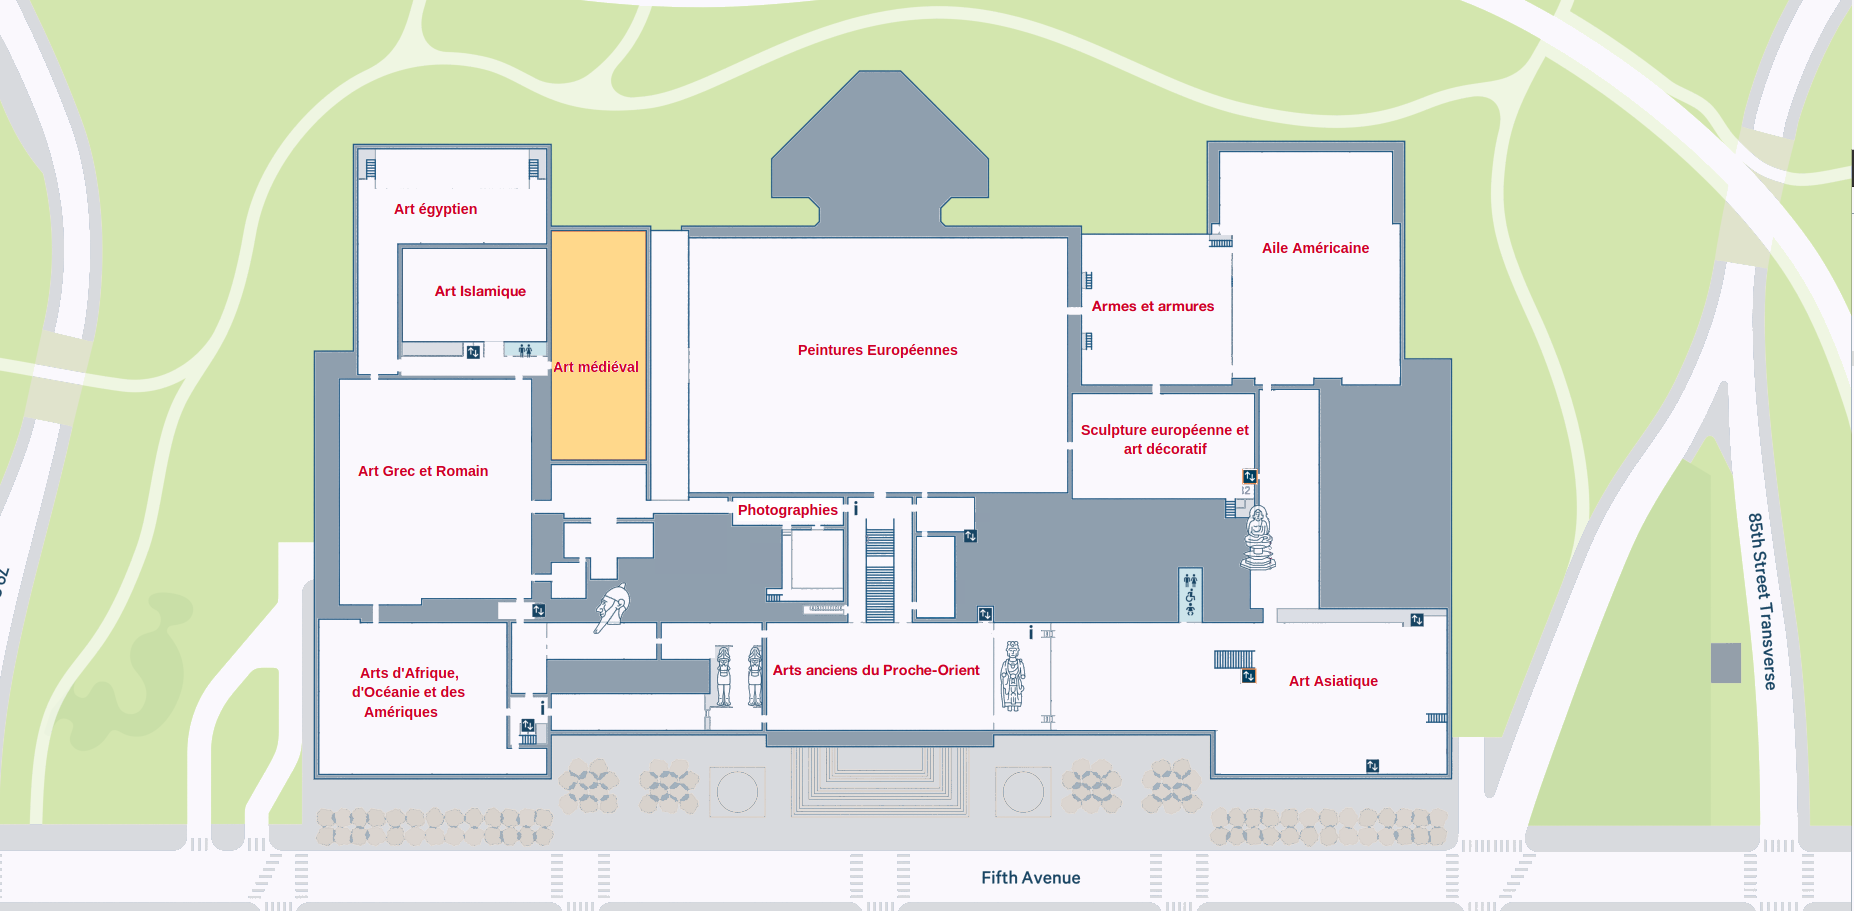 Art égyptien
Aile Américaine
Art Islamique
Armes et armures
Peintures Européennes
Art médiéval
Sculpture européenne et
art décoratif
Art Grec et Romain
Photographies
i
85th Street Transverse
i
Arts d'Afrique,
d'Océanie et des
Amériques
Arts anciens du Proche-Orient
Art Asiatique
i
Fifth Avenue